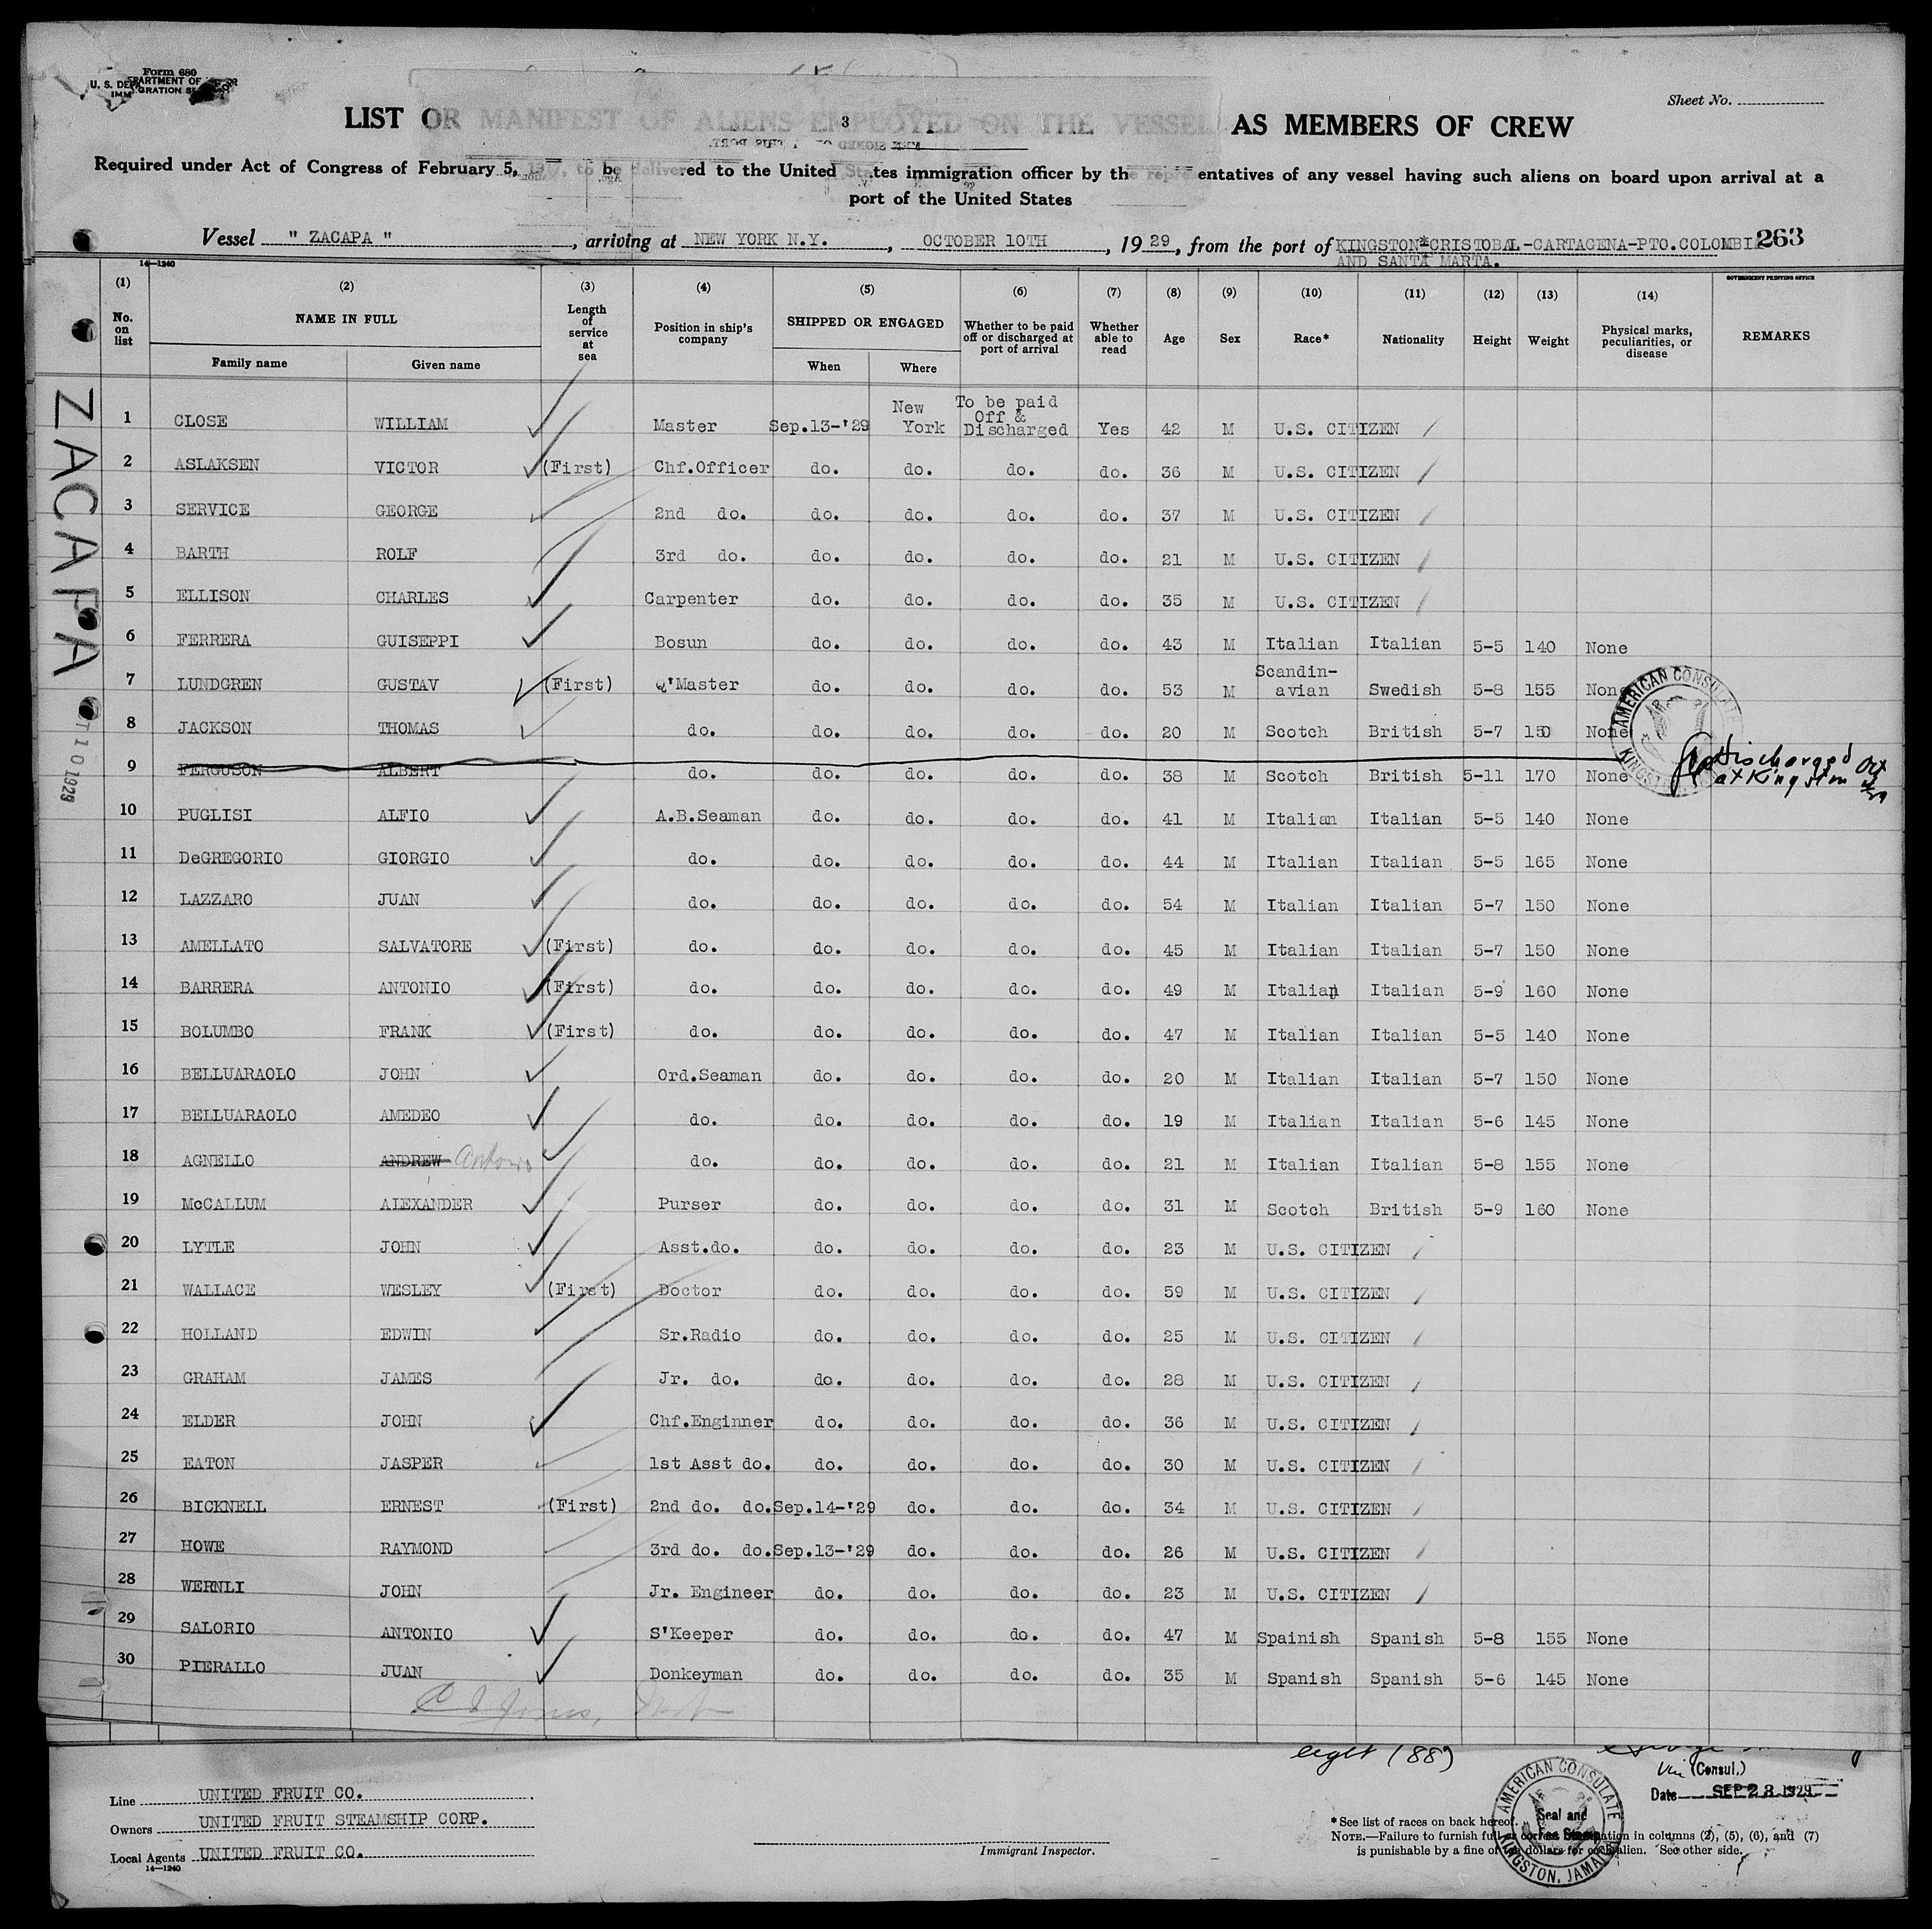 Form 680
U. S. DEPARTMENT OF LABOR
IMMIGRATION SERVICE
Sheet No.
LIST OR MANIFEST OF ALIENS EMPLOYED ON THE VESSEL AS MEMBERS OF CREW
3
Required under Act of Congress of February 5, 1917, to be delivered to the United States immigration officer by the representatives of any vessel having such aliens on board upon arrival at a
port of the United States
Vessel " ZACAPA ", arriving at NEW YORK N.Y., OCTOBER 10TH, 1929, from the port of KINGSTON*CRISTOBAL-CARTAGENA-PTO.COLOMBIA 263
AND SANTA MARTA.
14—1240
GOVERNMENT PRINTING OFFICE
(1) (2) (3) (4) (5) (6) (7) (8) (9) (10) (11) (12) (13) (14)
No. on list NAME IN FULL Family name Given name Length of service at sea Position in ship's company SHIPPED OR ENGAGED When Where Whether to be paid off or discharged at port of arrival Whether able to read Age Sex Race* Nationality Height Weight Physical marks, peculiarities, or disease REMARKS
ZACAPA
T 10 1929
1 CLOSE WILLIAM Master Sep.13-'29 New York To be paid Off & Discharged Yes 42 M U.S. CITIZEN
2 ASLAKSEN VICTOR (First) Chf.Officer do. do. do. do. 36 M U.S. CITIZEN
3 SERVICE GEORGE 2nd do. do. do. do. do. 37 M U.S. CITIZEN
4 BARTH ROLF 3rd do. do. do. do. do. 21 M U.S. CITIZEN
5 ELLISON CHARLES Carpenter do. do. do. do. 35 M U.S. CITIZEN
6 FERRERA GUISEPPI Bosun do. do. do. do. 43 M Italian Italian 5-5 140 None
7 LUNDGREN GUSTAV (First) Q'Master do. do. do. do. 53 M Scandin-avian Swedish 5-8 155 None
8 JACKSON THOMAS do. do. do. do. do. 20 M Scotch British 5-7 150 None
9 FERGUSON ALBERT do. do. do. do. do. 38 M Scotch British 5-11 170 None Discharged at Kingston Oct
AMERICAN CONSULATE KINGSTON
10 PUGLISI ALFIO A.B.Seaman do. do. do. do. 41 M Italian Italian 5-5 140 None
11 DeGREGORIO GIORGIO do. do. do. do. do. 44 M Italian Italian 5-5 165 None
12 LAZZARO JUAN do. do. do. do. do. 54 M Italian Italian 5-7 150 None
13 AMELLATO SALVATORE (First) do. do. do. do. do. 45 M Italian Italian 5-7 150 None
14 BARRERA ANTONIO (First) do. do. do. do. do. 49 M Italian Italian 5-9 160 None
15 BOLUMBO FRANK (First) do. do. do. do. do. 47 M Italian Italian 5-5 140 None
16 BELLUARAOLO JOHN Ord.Seaman do. do. do. do. 20 M Italian Italian 5-7 150 None
17 BELLUARAOLO AMEDEO do. do. do. do. do. 19 M Italian Italian 5-6 145 None
18 AGNELLO ANDREW Antonio do. do. do. do. do. 21 M Italian Italian 5-8 155 None
19 McCALLUM ALEXANDER Purser do. do. do. do. 31 M Scotch British 5-9 160 None
20 LYTLE JOHN Asst.do. do. do. do. do. 23 M U.S. CITIZEN
21 WALLACE WESLEY (First) Doctor do. do. do. do. 59 M U.S. CITIZEN
22 HOLLAND EDWIN Sr.Radio do. do. do. do. 25 M U.S. CITIZEN
23 GRAHAM JAMES Jr. do. do. do. do. do. 28 M U.S. CITIZEN
24 ELDER JOHN Chf.Enginner do. do. do. do. 36 M U.S. CITIZEN
25 EATON JASPER 1st Asst do. do. do. do. do. 30 M U.S. CITIZEN
26 BICKNELL ERNEST (First) 2nd do. do. Sep.14-'29 do. do. do. 34 M U.S. CITIZEN
27 HOWE RAYMOND 3rd do. do. Sep.13-'29 do. do. do. 26 M U.S. CITIZEN
28 WERNLI JOHN Jr. Engineer do. do. do. do. 23 M U.S. CITIZEN
29 SALORIO ANTONIO S'Keeper do. do. do. do. 47 M Spainish Spanish 5-8 155 None
30 PIERALLO JUAN Donkeyman do. do. do. do. 35 M Spanish Spanish 5-6 145 None
eight (88)
(Consul.)
Date SEP 28 1929
Line UNITED FRUIT CO.
Owners UNITED FRUIT STEAMSHIP CORP.
Local Agents UNITED FRUIT CO.
14—1240
Immigrant Inspector.
AMERICAN CONSULATE KINGSTON, JAMAICA
Seal and
Fee Stamp
*See list of races on back hereof.
NOTE.—Failure to furnish full or correct information in columns (2), (5), (6), and (7)
is punishable by a fine of ten dollars for each alien. See other side.